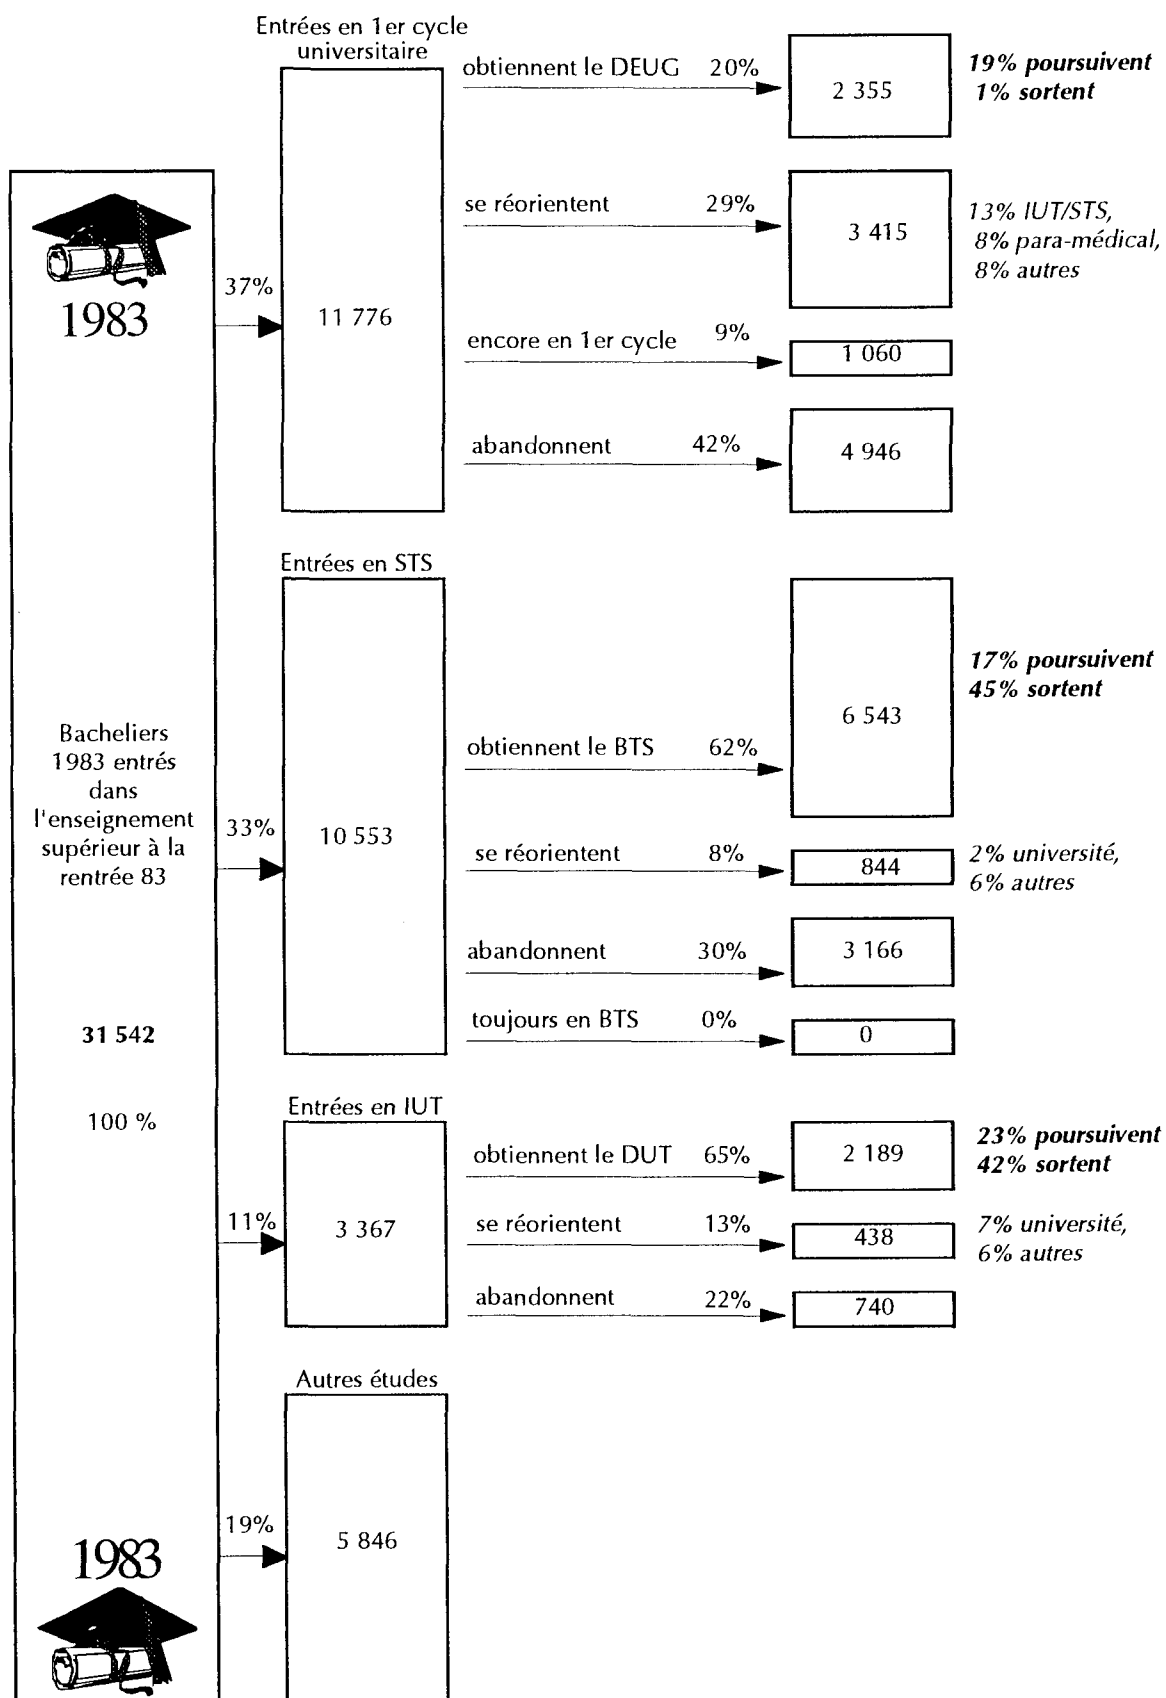 Entrées en 1er cycle
universitaire
obtiennent le DEUG 20%
2 355
19% poursuivent
1% sortent
1983
37%
11 776
se réorientent 29%
3 415
13% IUT/STS,
8% para-médical,
8% autres
encore en 1er cycle 9%
1 060
abandonnent 42%
4 946
Entrées en STS
Bacheliers
1983 entrés
dans
l'enseignement
supérieur à la
rentrée 83
33%
10 553
obtiennent le BTS 62%
6 543
17% poursuivent
45% sortent
se réorientent 8%
844
2% université,
6% autres
abandonnent 30%
3 166
toujours en BTS 0%
0
31 542
100 %
Entrées en IUT
11%
3 367
obtiennent le DUT 65%
2 189
23% poursuivent
42% sortent
se réorientent 13%
438
7% université,
6% autres
abandonnent 22%
740
Autres études
19%
5 846
1983